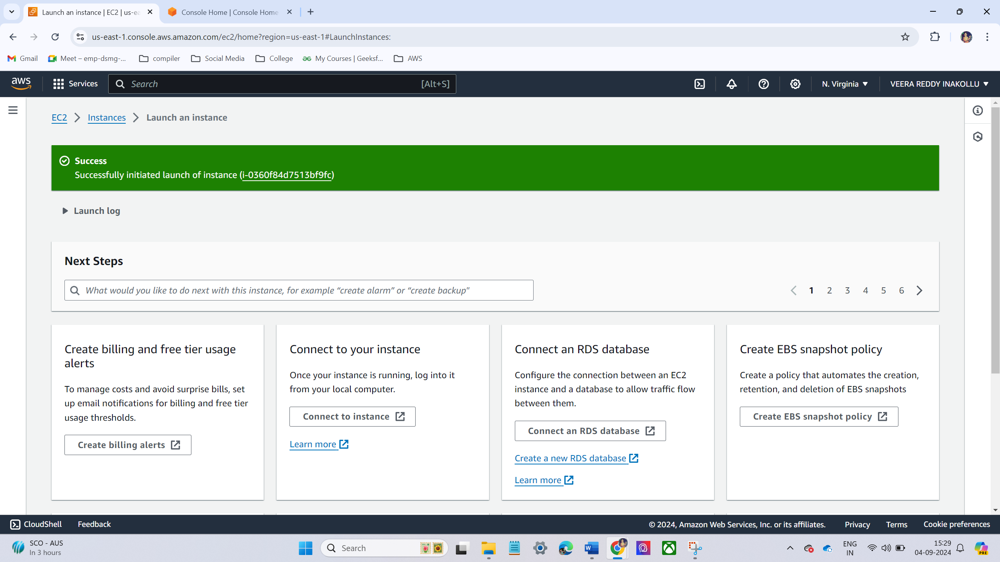 Launch an instance | EC2 | us-ea
Console Home | Console Home
us-east-1.console.aws.amazon.com/ec2/home?region=us-east-1#LaunchInstances:
Gmail
Meet – emp-dsmg-...
compiler
Social Media
College
My Courses | Geeksf...
AWS
aws
Services
Search
[Alt+S]
N. Virginia
VEERA REDDY INAKOLLU
EC2
Instances
Launch an instance
Success
Successfully initiated launch of instance (i-0360f84d7513bf9fc)
Launch log
Next Steps
What would you like to do next with this instance, for example “create alarm” or “create backup"
1 2 3 4 5 6
Create billing and free tier usage
alerts
To manage costs and avoid surprise bills, set
up email notifications for billing and free tier
usage thresholds.
Create billing alerts
Connect to your instance
Once your instance is running, log into it
from your local computer.
Connect to instance
Learn more
Connect an RDS database
Configure the connection between an EC2
instance and a database to allow traffic flow
between them.
Connect an RDS database
Create a new RDS database
Learn more
Create EBS snapshot policy
Create a policy that automates the creation,
retention, and deletion of EBS snapshots
Create EBS snapshot policy
CloudShell
Feedback
© 2024, Amazon Web Services, Inc. or its affiliates.
Privacy
Terms
Cookie preferences
SCO - AUS
In 3 hours
Search
ENG
IN
15:29
04-09-2024
PRE